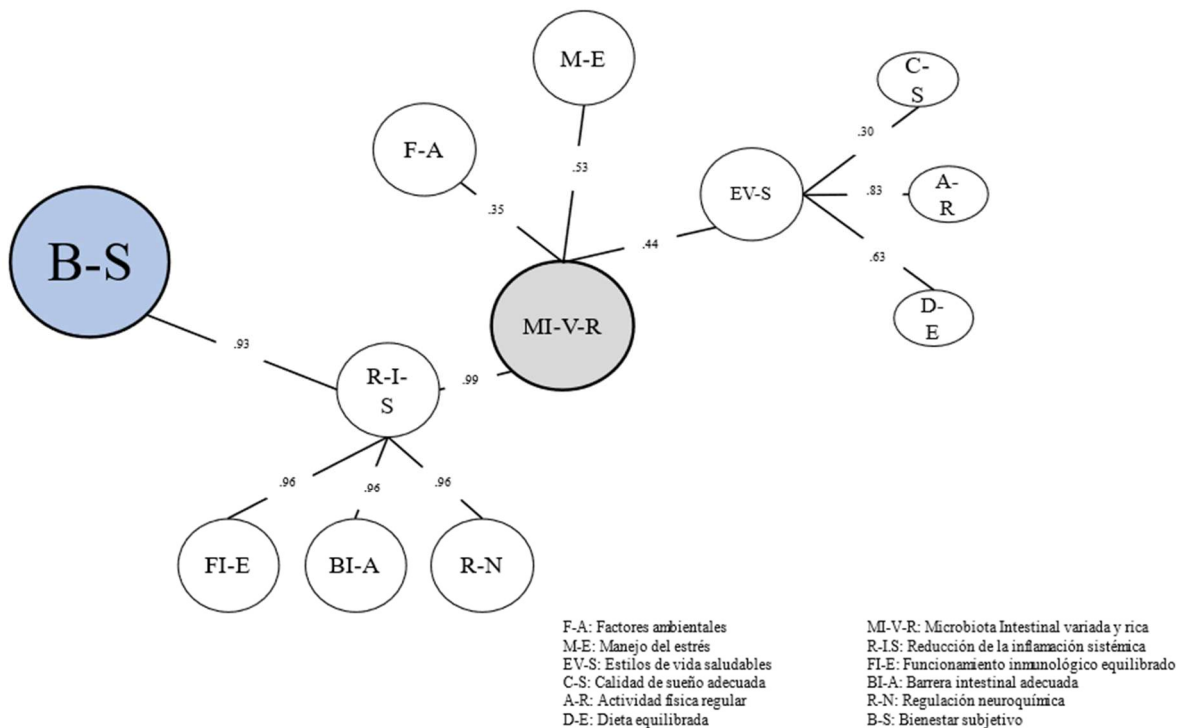 M-E
C-
S
F-A
.30
.53
EV-S
.83
A-
R
.35
.44
.63
B-S
D-
E
MI-V-R
.93
R-I-
S
.99
.96
.96
.96
FI-E
BI-A
R-N
F-A: Factores ambientales
M-E: Manejo del estrés
EV-S: Estilos de vida saludables
C-S: Calidad de sueño adecuada
A-R: Actividad física regular
D-E: Dieta equilibrada
MI-V-R: Microbiota Intestinal variada y rica
R-I.S: Reducción de la inflamación sistémica
FI-E: Funcionamiento inmunológico equilibrado
BI-A: Barrera intestinal adecuada
R-N: Regulación neuroquímica
B-S: Bienestar subjetivo